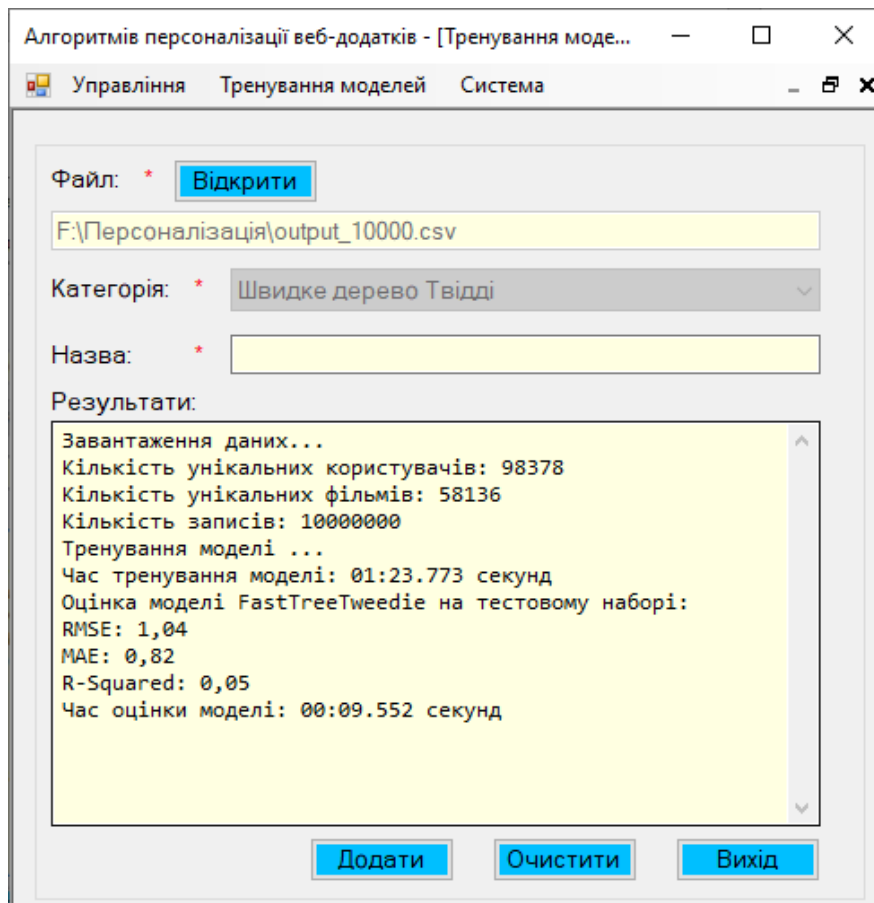 Алгоритмів персоналізації веб-додатків - [Тренування моде...
Управління Тренування моделей Система
Файл: * Відкрити
F:\Персоналізація\output_10000.csv
Категорія: * Швидке дерево Твідді
Назва: *
Результати:
Завантаження даних...
Кількість унікальних користувачів: 98378
Кількість унікальних фільмів: 58136
Кількість записів: 10000000
Тренування моделі ...
Час тренування моделі: 01:23.773 секунд
Оцінка моделі FastTreeTweedie на тестовому наборі:
RMSE: 1,04
MAE: 0,82
R-Squared: 0,05
Час оцінки моделі: 00:09.552 секунд
Додати Очистити Вихід